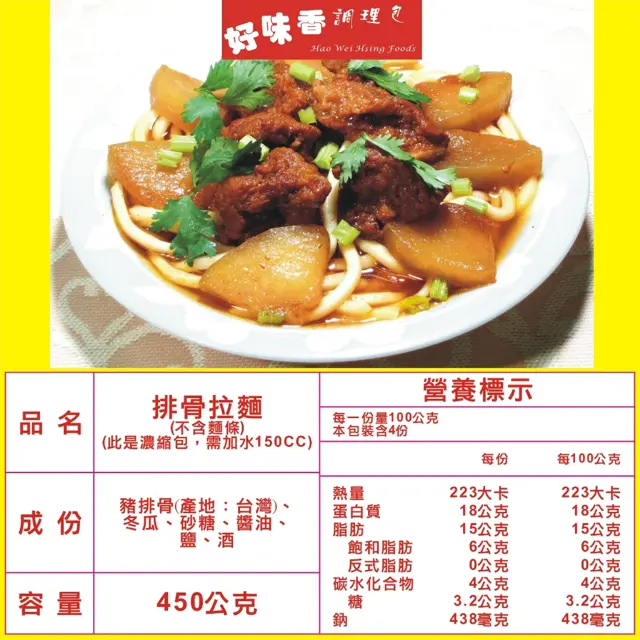 好味香調理包
Hao Wei Hsing Foods
品名
排骨拉麵
(不含麵條)
(此是濃縮包，需加水150CC)
成份
豬排骨(產地：台灣)、
冬瓜、砂糖、醬油、
鹽、酒
容量
450公克
營養標示
每一份量100公克
本包裝含4份
每份 每100公克
熱量 223大卡 223大卡
蛋白質 18公克 18公克
脂肪 15公克 15公克
飽和脂肪 6公克 6公克
反式脂肪 0公克 0公克
碳水化合物 4公克 4公克
糖 3.2公克 3.2公克
鈉 438毫克 438毫克